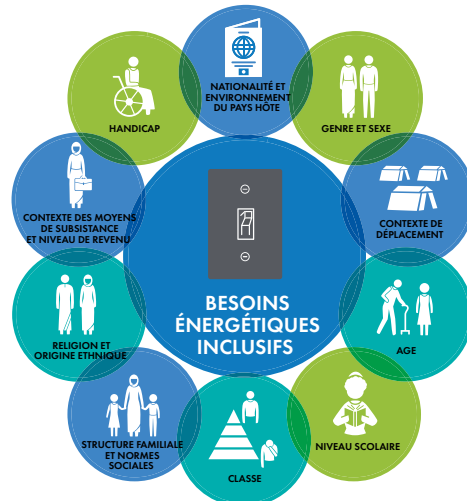 NATIONALITÉ ET
ENVIRONNEMENT
DU PAYS HÔTE
HANDICAP
GENRE ET SEXE
CONTEXTE DES MOYENS
DE SUBSISTANCE
ET NIVEAU DE REVENU
CONTEXTE DE
DÉPLACEMENT
BESOINS
ÉNERGÉTIQUES
INCLUSIFS
RELIGION ET
ORIGINE ETHNIQUE
AGE
STRUCTURE FAMILIALE
ET NORMES
SOCIALES
NIVEAU SCOLAIRE
CLASSE